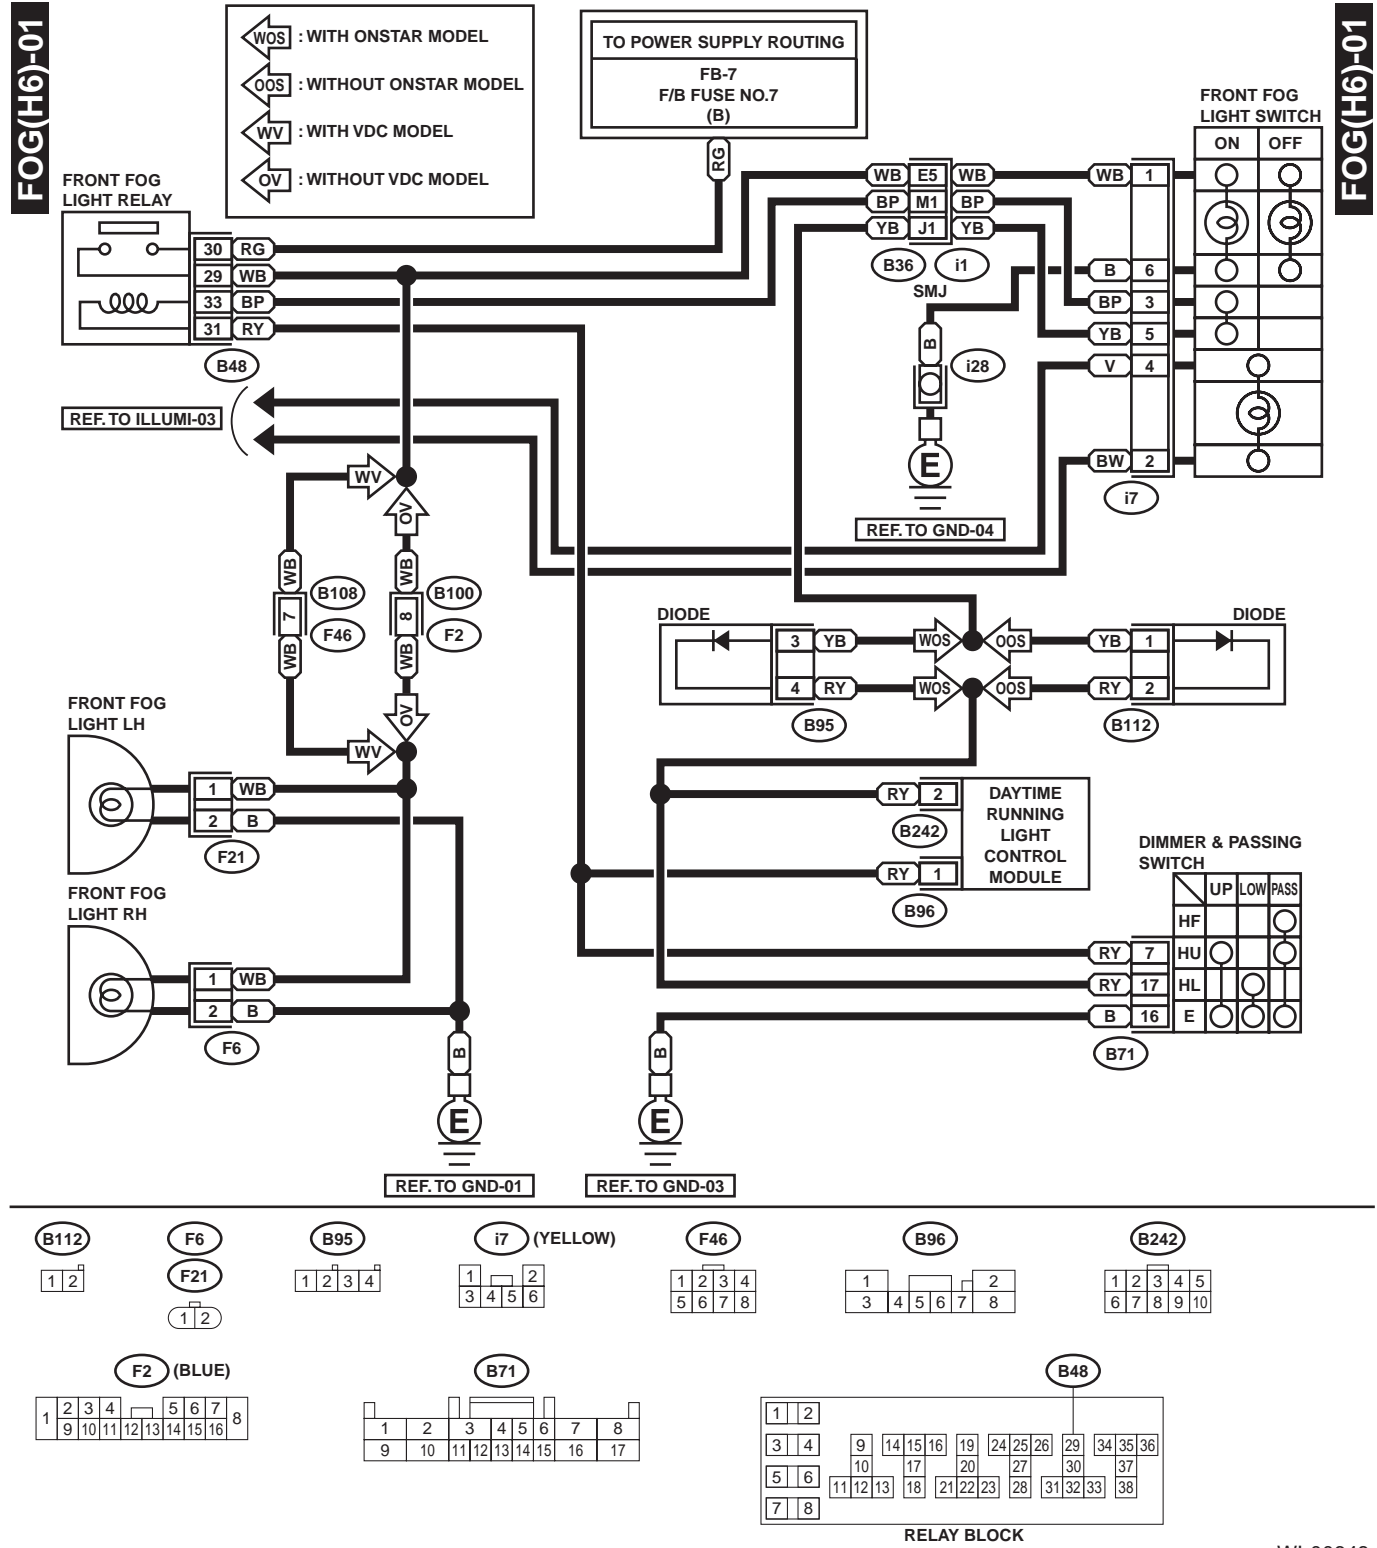 FOG(H6)-01
FOG(H6)-01
WOS : WITH ONSTAR MODEL
OOS : WITHOUT ONSTAR MODEL
WV : WITH VDC MODEL
OV : WITHOUT VDC MODEL
TO POWER SUPPLY ROUTING
FB-7
F/B FUSE NO.7
(B)
RG
FRONT FOG
LIGHT SWITCH
ON OFF
FRONT FOG
LIGHT RELAY
30 RG
29 WB
33 BP
31 RY
B48
WB E5 WB
BP M1 BP
YB J1 YB
B36 i1
SMJ
WB 1
B 6
BP 3
YB 5
V 4
BW 2
i7
B
i28
E
REF. TO GND-04
REF. TO ILLUMI-03
WV
OV
WB
7
WB
B108
F46
WB
8
WB
B100
F2
OV
WV
DIODE
3 YB WOS OOS YB 1
4 RY WOS OOS RY 2
B95
B112
DIODE
FRONT FOG
LIGHT LH
1 WB
2 B
F21
FRONT FOG
LIGHT RH
1 WB
2 B
F6
RY 2
B242
RY 1
B96
DAYTIME
RUNNING
LIGHT
CONTROL
MODULE
DIMMER & PASSING
SWITCH
UP LOW PASS
HF
RY 7 HU
RY 17 HL
B 16 E
B71
B
E
REF. TO GND-01
B
E
REF. TO GND-03
B112
1 2
F6
F21
1 2
B95
1 2 3 4
i7 (YELLOW)
1 2
3 4 5 6
F46
1 2 3 4
5 6 7 8
B96
1 2
3 4 5 6 7 8
B242
1 2 3 4 5
6 7 8 9 10
F2 (BLUE)
1 2 3 4 5 6 7 8
9 10 11 12 13 14 15 16
B71
1 2 3 4 5 6 7 8
9 10 11 12 13 14 15 16 17
B48
1 2
3 4
5 6
7 8
9 14 15 16 19 24 25 26 29 34 35 36
10 17 20 27 30 37
11 12 13 18 21 22 23 28 31 32 33 38
RELAY BLOCK